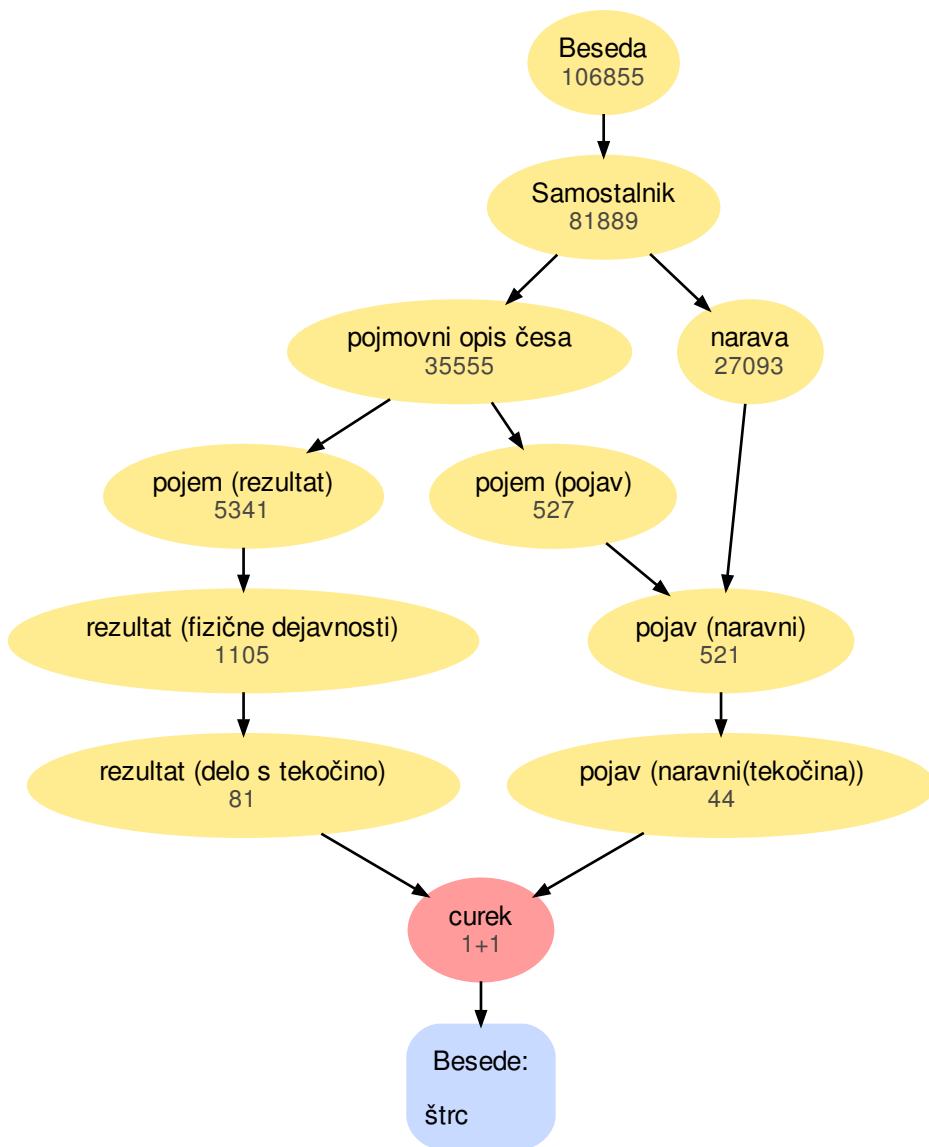 Beseda
106855
Samostalnik
81889
pojmovni opis česa
35555
narava
27093
pojem (rezultat)
5341
pojem (pojav)
527
rezultat (fizične dejavnosti)
1105
pojav (naravni)
521
rezultat (delo s tekočino)
81
pojav (naravni(tekočina))
44
curek
1+1
Besede:
štrc